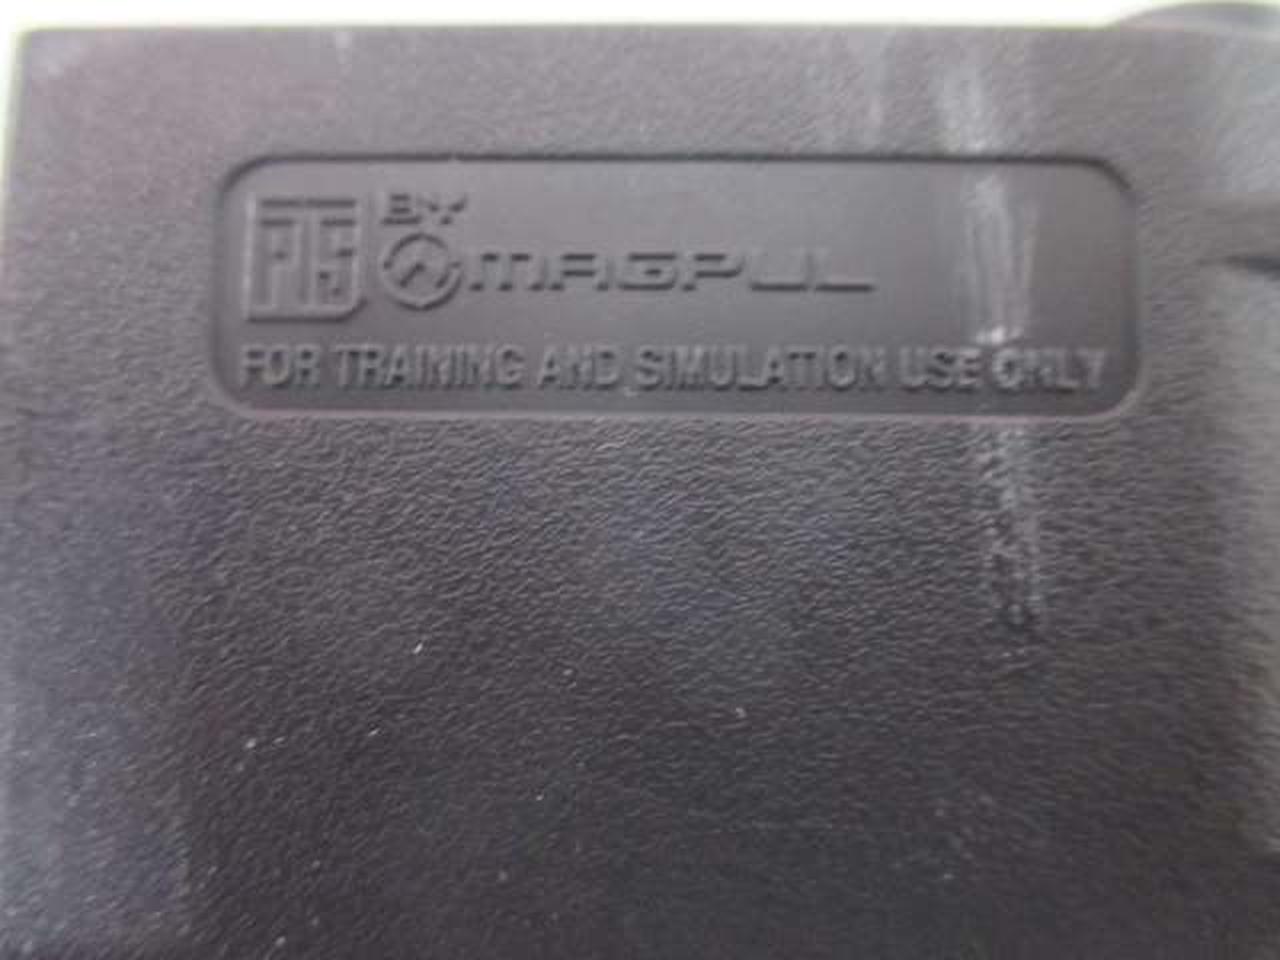 PTS BY
MAGPUL
FOR TRAINING AND SIMULATION USE ONLY